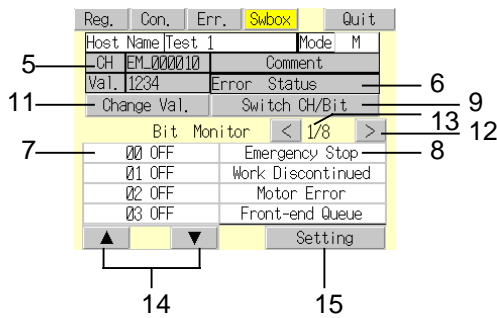 Reg. Con. Err. Swbox Quit
Host Name Test 1 Mode M
5 CH EM_000010 Comment
Val. 1234 Error Status 6
11 Change Val. Switch CH/Bit 9
Bit Monitor < 1/8 > 13 12
7 00 OFF Emergency Stop 8
01 OFF Work Discontinued
02 OFF Motor Error
03 OFF Front-end Queue
▲ ▼ Setting
14 15